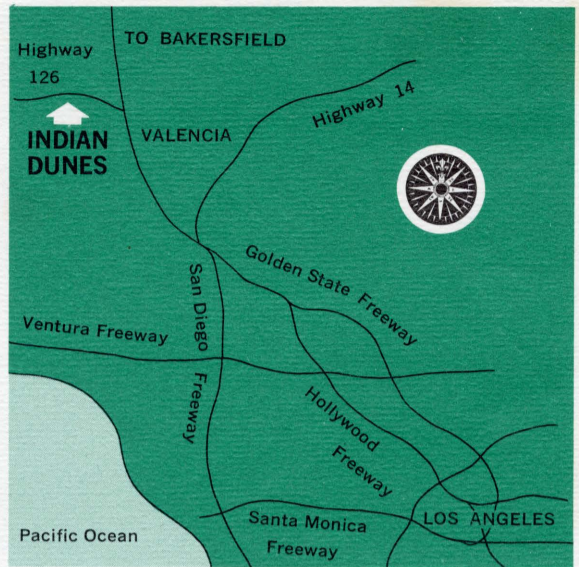 TO BAKERSFIELD
Highway
126
Highway 14
INDIAN
DUNES
VALENCIA
Golden State Freeway
San Diego Freeway
Ventura Freeway
Hollywood
Freeway
Santa Monica
Freeway
LOS ANGELES
Pacific Ocean